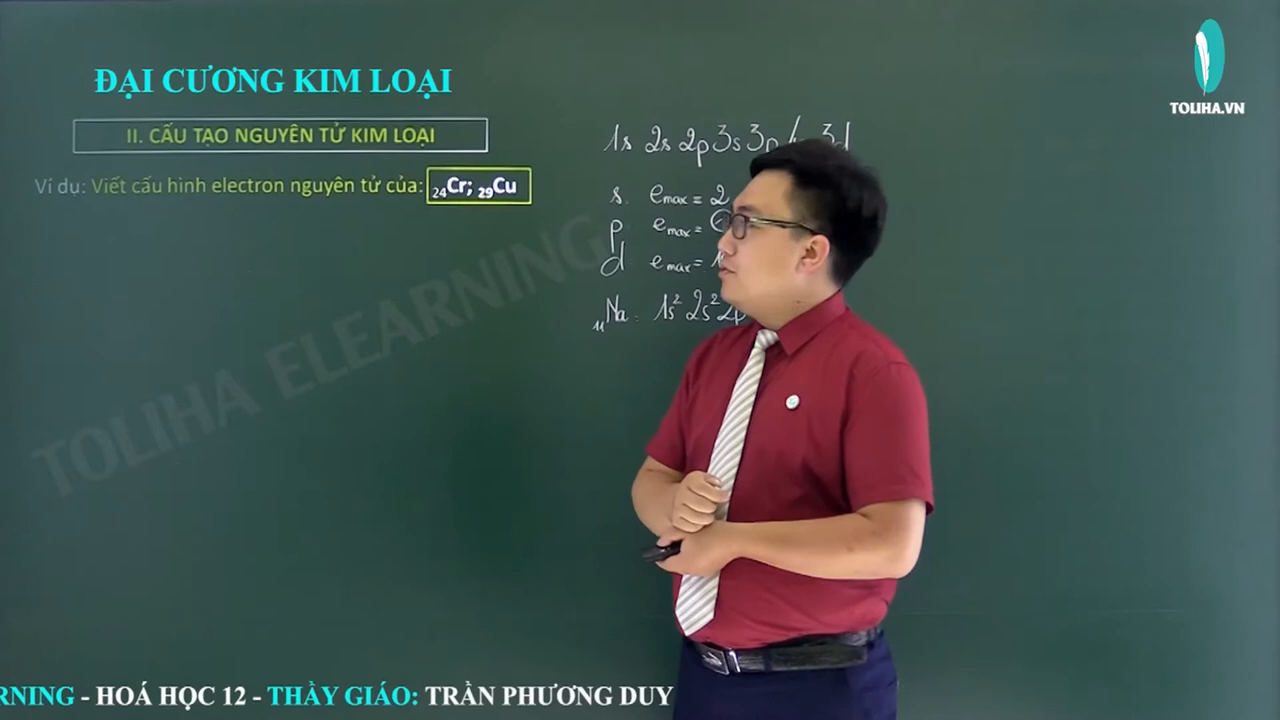 ĐẠI CƯƠNG KIM LOẠI
TOLIHA.VN
II. CẤU TẠO NGUYÊN TỬ KIM LOẠI
Ví dụ: Viết cấu hình electron nguyên tử của: ₂₄Cr; ₂₉Cu
1s 2s 2p 3s 3p 3d
s. emax = 2
p emax =
d emax =
₁₁Na: 1s² 2s² 2p
TOLIHA ELEARNING
RNING - HOÁ HỌC 12 - THẦY GIÁO: TRẦN PHƯƠNG DUY